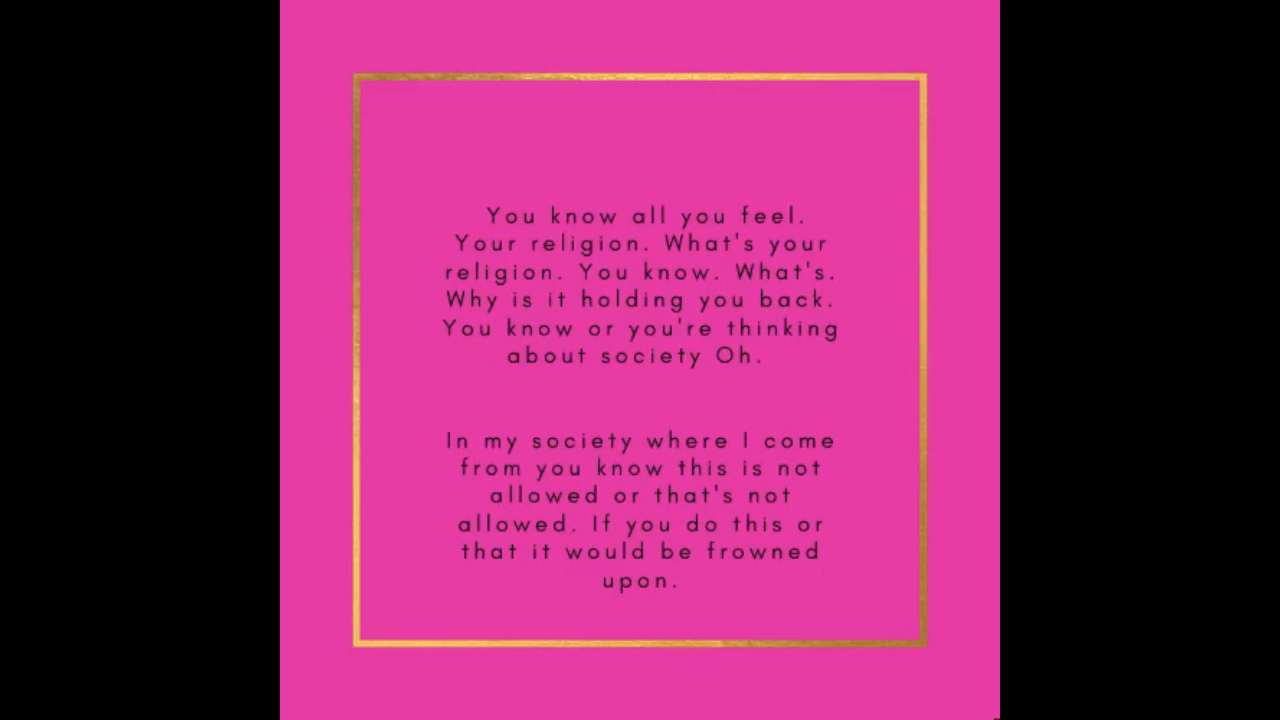 You know all you feel.
Your religion. What's your
religion. You know. What's.
Why is it holding you back.
You know or you're thinking
about society Oh.
In my society where I come
from you know this is not
allowed or that's not
allowed. If you do this or
that it would be frowned
upon.